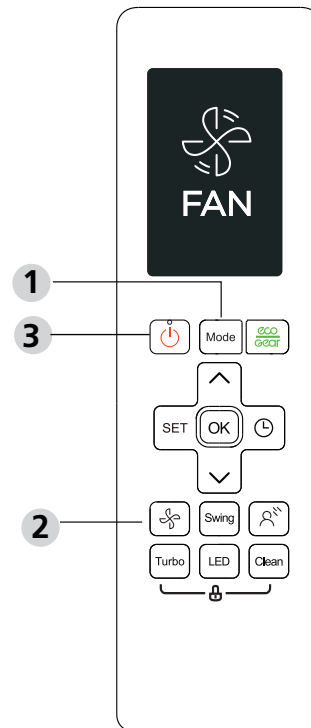 FAN
1
3
Mode
eco
Gear
SET
OK
2
Swing
Turbo
LED
Clean